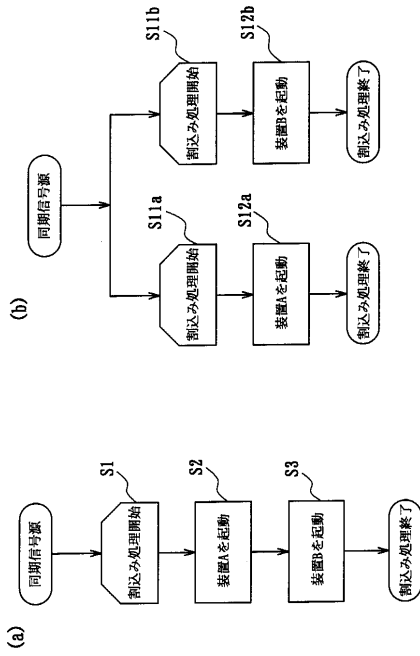 (a)
同期信号源
割込み処理開始
S1
装置Aを起動
S2
装置Bを起動
S3
割込み処理終了
(b)
同期信号源
割込み処理開始
S11a
割込み処理開始
S11b
装置Aを起動
S12a
装置Bを起動
S12b
割込み処理終了
割込み処理終了